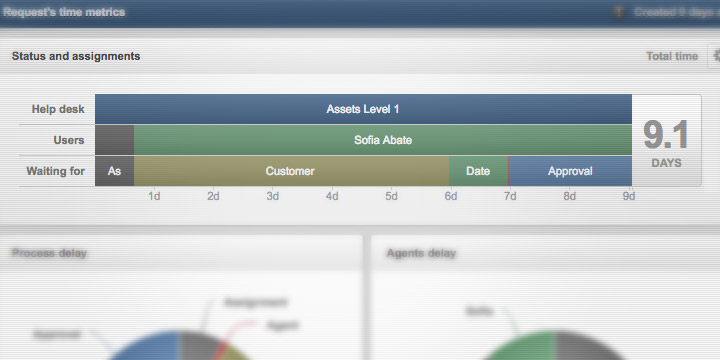 Request's time metrics
Created 9 days
Status and assignments
Total time
Help desk
Assets Level 1
Users
Sofia Abate
9.1
DAYS
Waiting for
As
Customer
Date
Approval
1d 2d 3d 4d 5d 6d 7d 8d 9d
Process delay
Agents delay
Assignment
Sofia
Agent
Approval